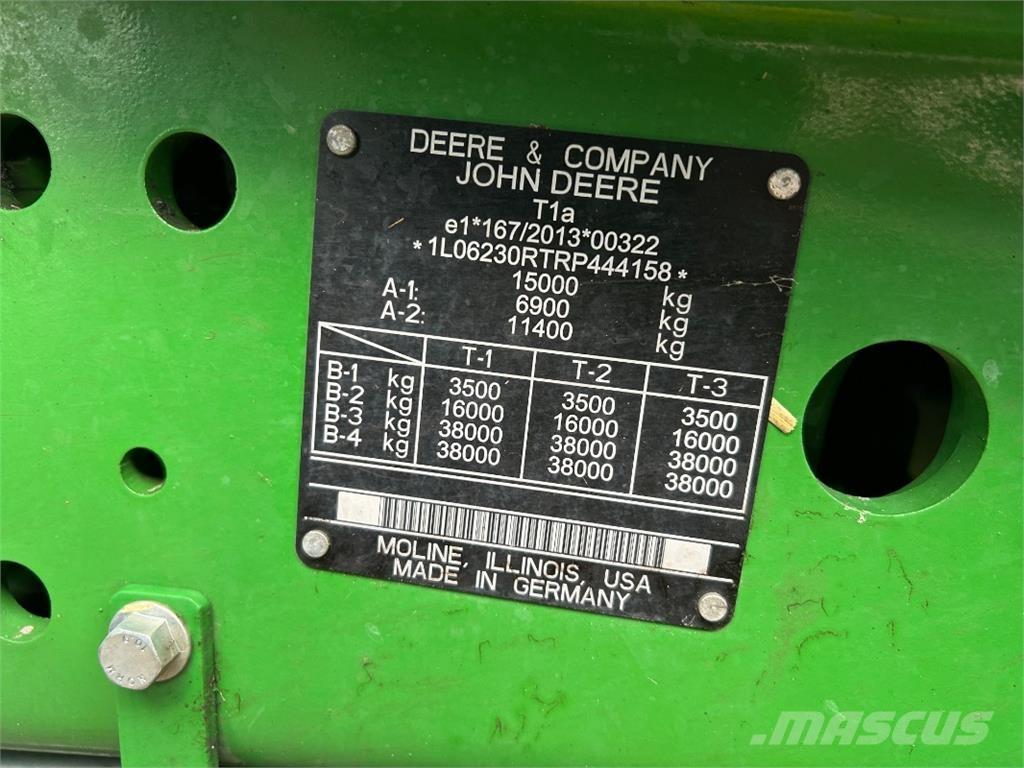 DEERE & COMPANY
JOHN DEERE
T1a
e1*167/2013*00322
*1L06230RTRP444158*
15000 kg
A-1: 6900 kg
A-2: 11400 kg
T-1 T-2 T-3
B-1 kg 3500 3500 3500
B-2 kg 16000 16000 16000
B-3 kg 38000 38000 38000
B-4 kg 38000 38000 38000
MOLINE, ILLINOIS, USA
MADE IN GERMANY
MASCUS